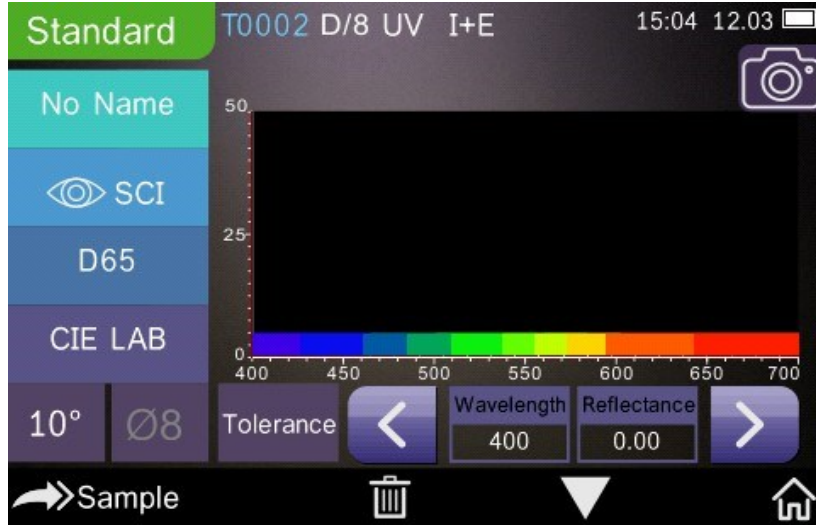 Standard
T0002 D/8 UV I+E
15:04 12.03
No Name
SCI
D65
CIE LAB
10°
Ø8
50
25
0
400 450 500 550 600 650 700
Tolerance
Wavelength
400
Reflectance
0.00
Sample